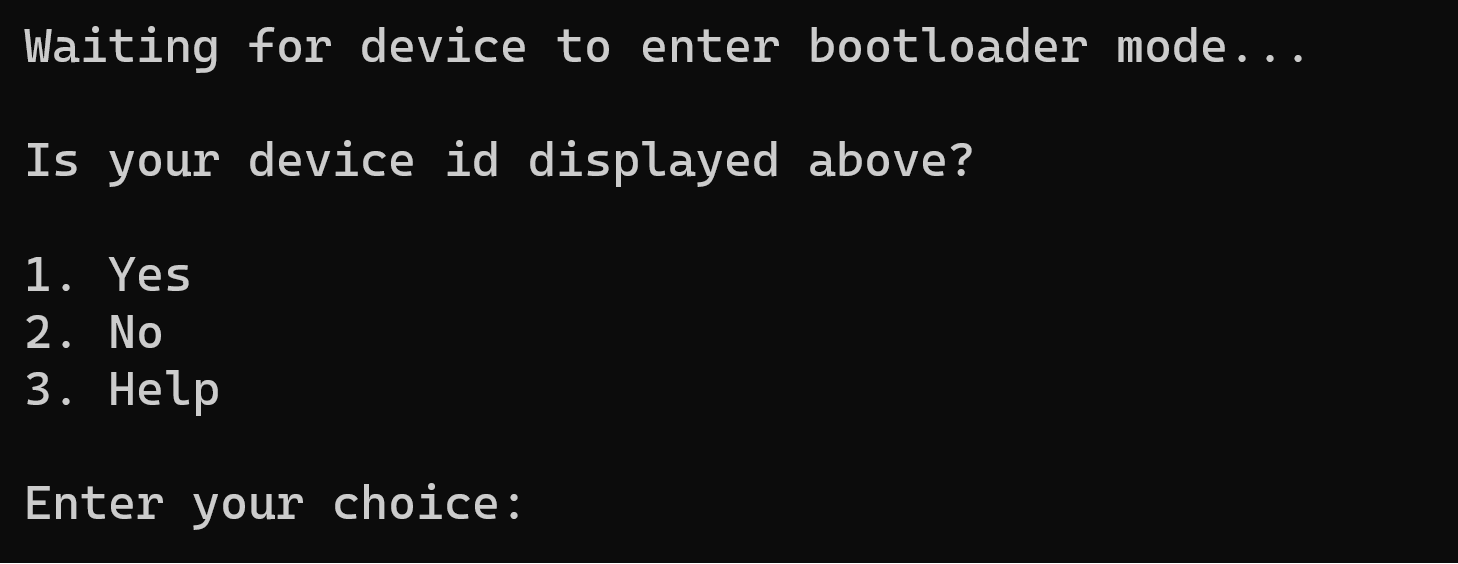 Waiting for device to enter bootloader mode...
Is your device id displayed above?
1. Yes
2. No
3. Help
Enter your choice: